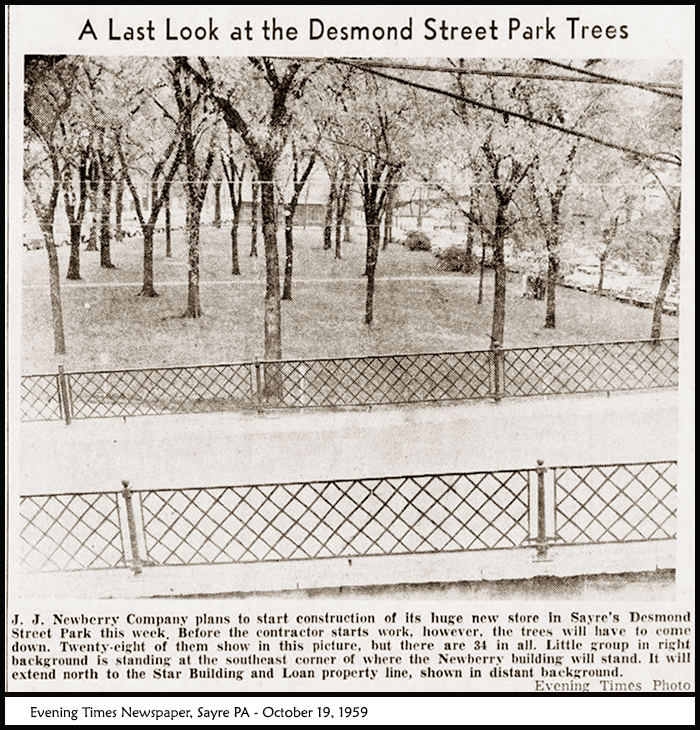 A Last Look at the Desmond Street Park Trees
J. J. Newberry Company plans to start construction of its huge new store in Sayre's Desmond
Street Park this week. Before the contractor starts work, however, the trees will have to come
down. Twenty-eight of them show in this picture, but there are 34 in all. Little group in right
background is standing at the southeast corner of where the Newberry building will stand. It will
extend north to the Star Building and Loan property line, shown in distant background.
Evening Times Photo
Evening Times Newspaper, Sayre PA - October 19, 1959